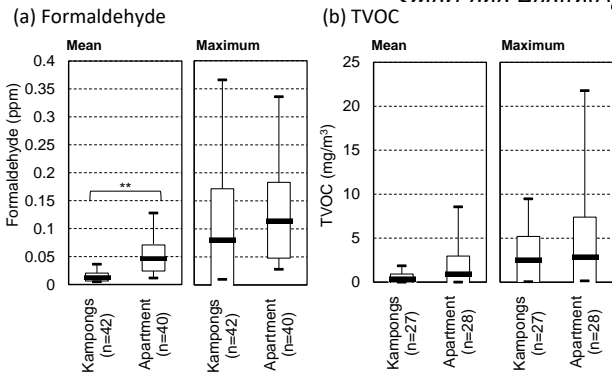 (a) Formaldehyde
(b) TVOC
Mean
Maximum
Mean
Maximum
Formaldehyde (ppm)
0.4
0.35
0.3
0.25
0.2
0.15
0.1
0.05
0
**
Kampongs
(n=42)
Apartment
(n=40)
Kampongs
(n=42)
Apartment
(n=40)
TVOC (mg/m³)
25
20
15
10
5
0
Kampongs
(n=27)
Apartment
(n=28)
Kampongs
(n=27)
Apartment
(n=28)